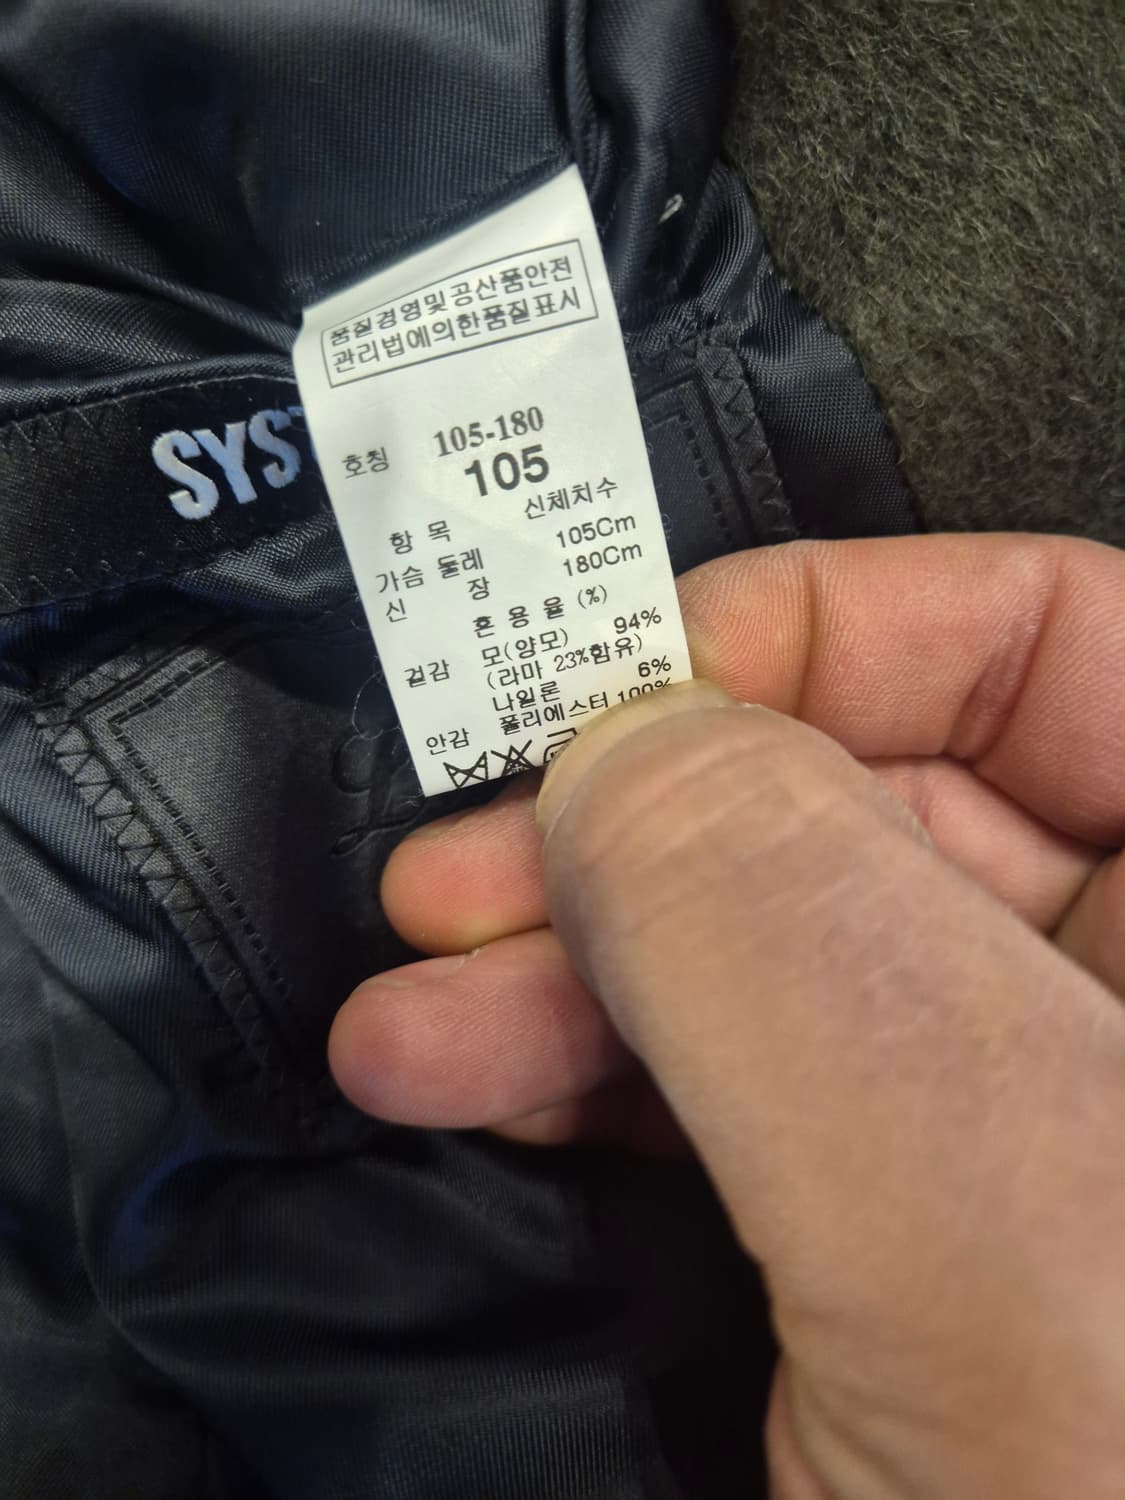 품질경영및공산품안전
관리법에의한품질표시
호칭 105-180
105
항 목 신체치수
가슴 둘레 105Cm
신 장 180Cm
혼 용 율 (%)
겉감 모(양모) 94%
(라마 23%함유)
나일론 6%
안감 폴리에스터 100%
SYS